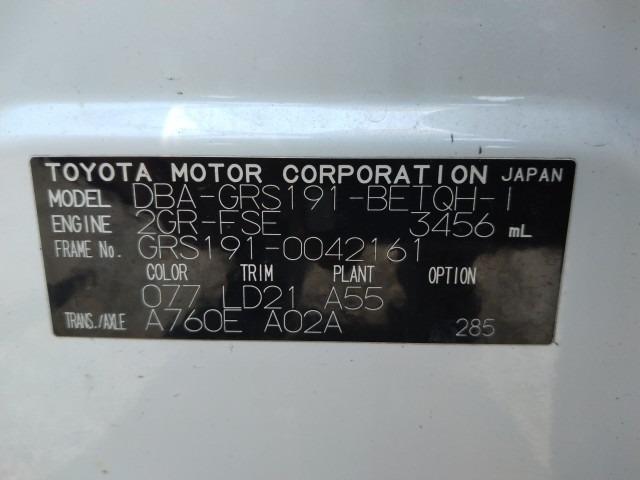 TOYOTA MOTOR CORPORATION JAPAN
MODEL DBA-GRS191-BETQH-I
ENGINE 2GR-FSE 3456 mL
FRAME No. GRS191-0042161
COLOR TRIM PLANT OPTION
077 LD21 A55
TRANS./AXLE A760E A02A 285